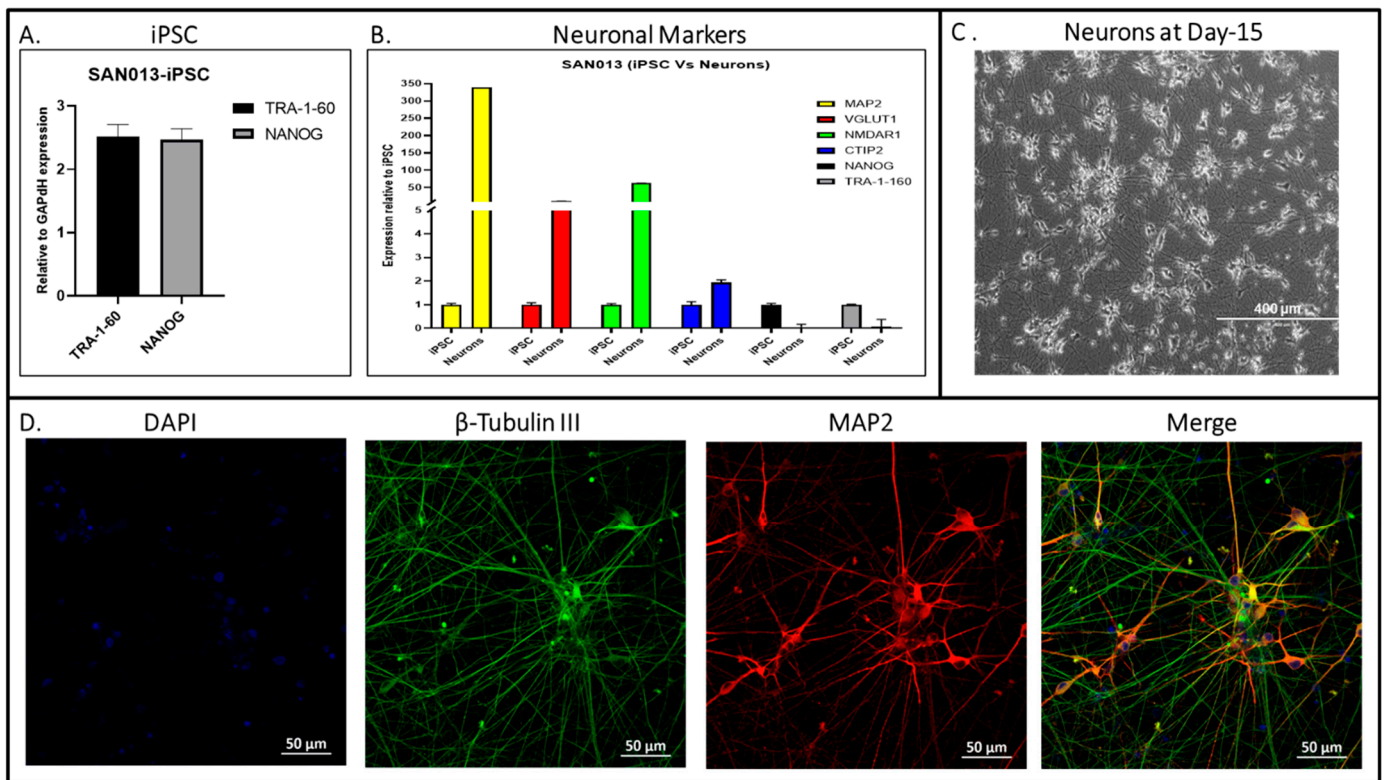 A. iPSC
SAN013-iPSC
Relative to GAPdH expression
3
2
1
0
TRA-1-60
NANOG
TRA-1-60
NANOG
B. Neuronal Markers
SAN013 (iPSC Vs Neurons)
Expression relative to iPSC
350
300
250
200
150
100
50
5
4
3
2
1
0
iPSC
Neurons
iPSC
Neurons
iPSC
Neurons
iPSC
Neurons
iPSC
Neurons
iPSC
Neurons
MAP2
VGLUT1
NMDAR1
CTIP2
NANOG
TRA-1-160
C . Neurons at Day-15
400 µm
D. DAPI
β-Tubulin III
MAP2
Merge
50 µm
50 µm
50 µm
50 µm